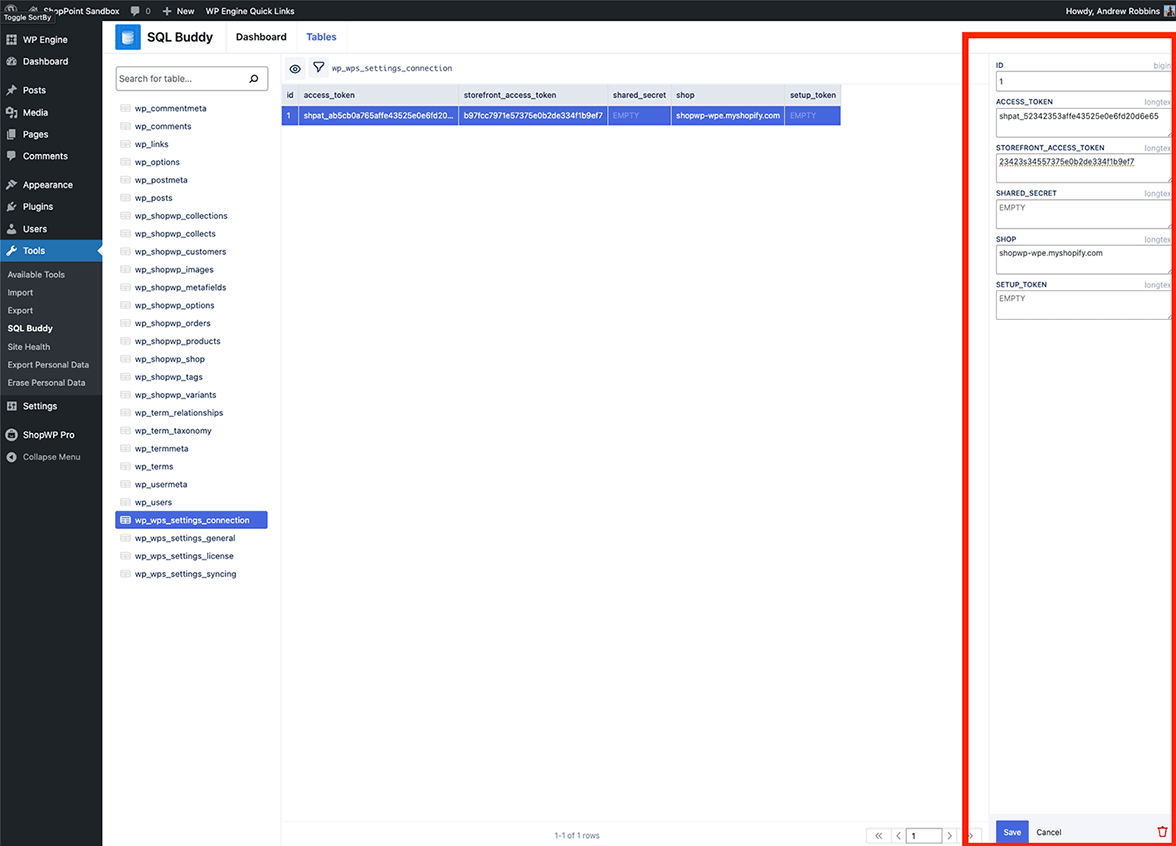 ShopPoint Sandbox 0 New WP Engine Quick Links Howdy, Andrew Robbins
Toggle SortBy
WP Engine
Dashboard
Posts
Media
Pages
Comments
Appearance
Plugins
Users
Tools
Available Tools
Import
Export
SQL Buddy
Site Health
Export Personal Data
Erase Personal Data
Settings
ShopWP Pro
Collapse Menu
SQL Buddy Dashboard Tables
Search for table...
wp_commentmeta
wp_comments
wp_links
wp_options
wp_postmeta
wp_posts
wp_shopwp_collections
wp_shopwp_collects
wp_shopwp_customers
wp_shopwp_images
wp_shopwp_metafields
wp_shopwp_options
wp_shopwp_orders
wp_shopwp_products
wp_shopwp_shop
wp_shopwp_tags
wp_shopwp_variants
wp_term_relationships
wp_term_taxonomy
wp_termmeta
wp_terms
wp_usermeta
wp_users
wp_wps_settings_connection
wp_wps_settings_general
wp_wps_settings_license
wp_wps_settings_syncing
wp_wps_settings_connection
id access_token storefront_access_token shared_secret shop setup_token
1 shpat_ab5cb0a765affe43525e0e6fd20... b97fcc7971e57375e0b2de334f1b9ef7 EMPTY shopwp-wpe.myshopify.com EMPTY
1-1 of 1 rows
« < 1 > »
ID bigin
1
ACCESS_TOKEN longtex
shpat_52342353affe43525e0e6fd20d6e65
STOREFRONT_ACCESS_TOKEN longtex
23423s34557375e0b2de334f1b9ef7
SHARED_SECRET longtex
EMPTY
SHOP longtex
shopwp-wpe.myshopify.com
SETUP_TOKEN longtex
EMPTY
Save Cancel